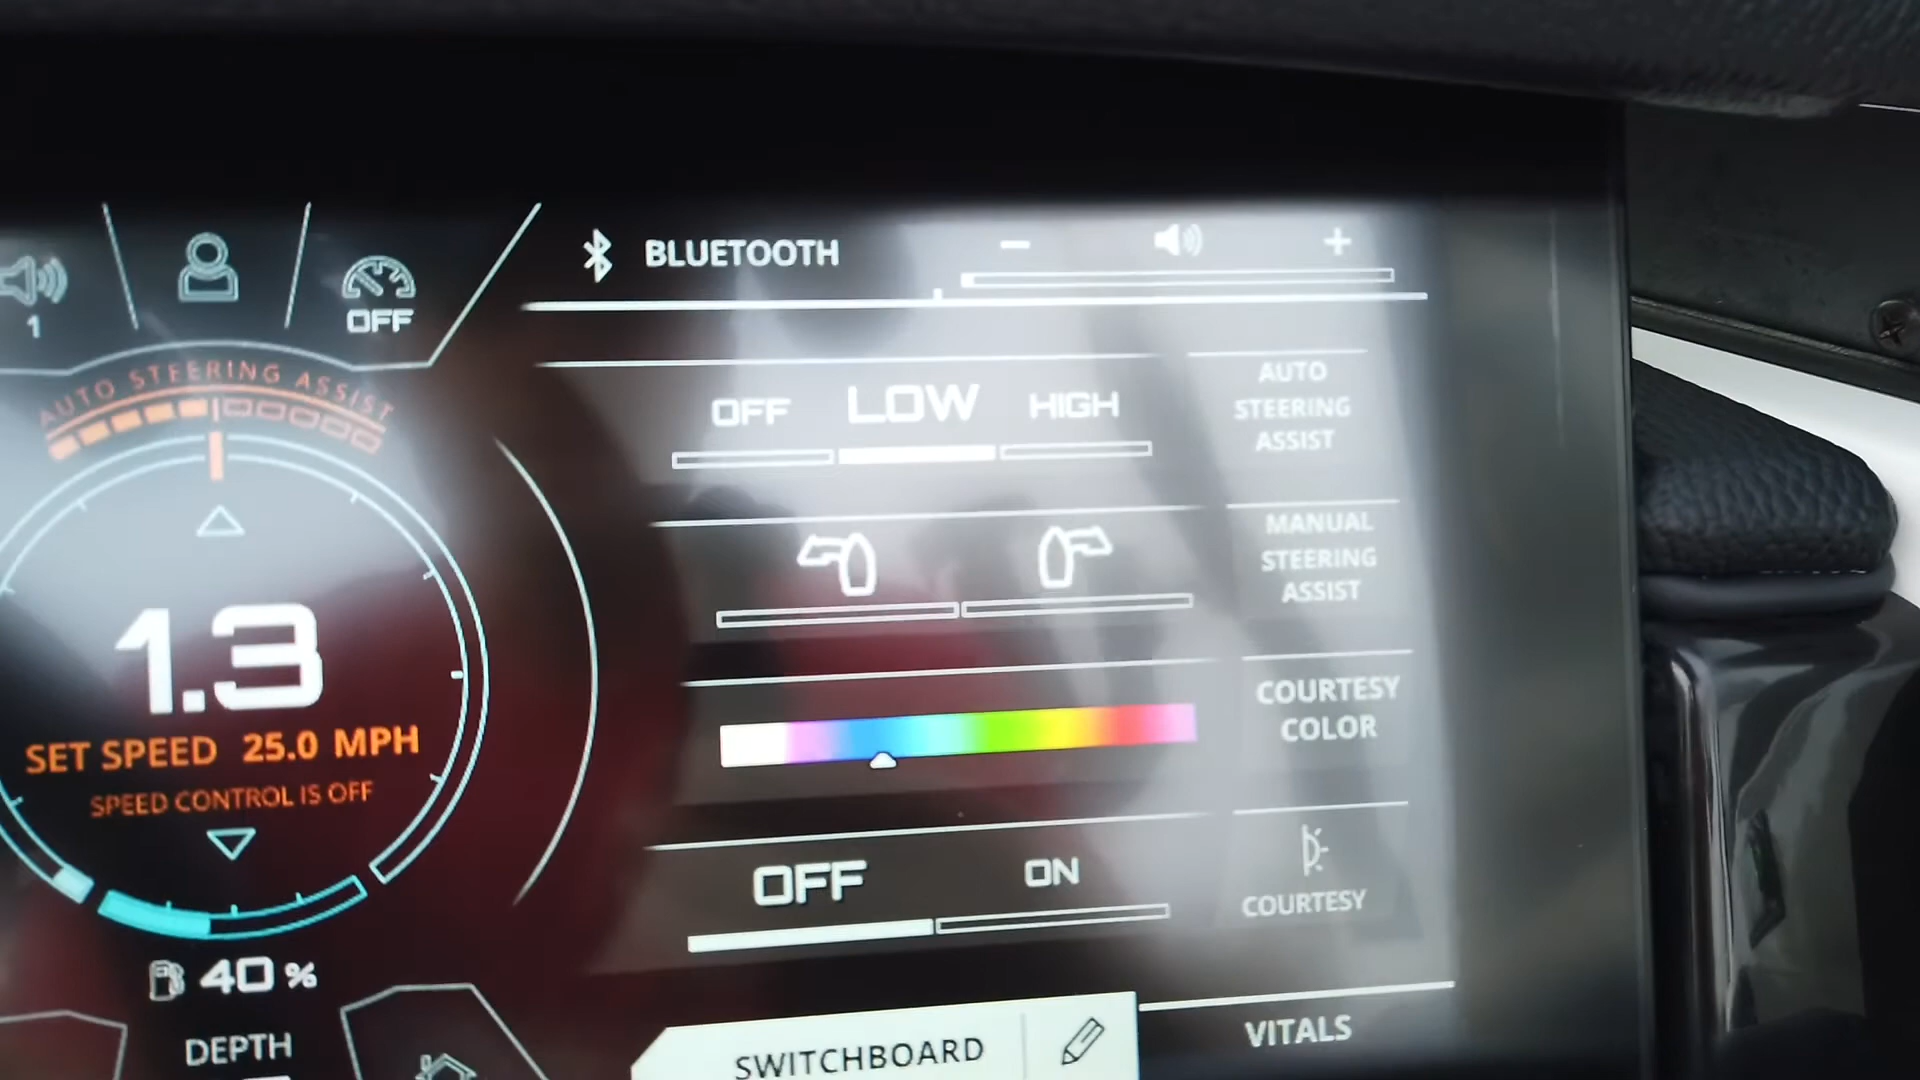 1
OFF
AUTO STEERING ASSIST
1.3
SET SPEED 25.0 MPH
SPEED CONTROL IS OFF
40 %
DEPTH
BLUETOOTH
- +
OFF LOW HIGH
AUTO
STEERING
ASSIST
MANUAL
STEERING
ASSIST
COURTESY
COLOR
OFF ON
COURTESY
SWITCHBOARD
VITALS